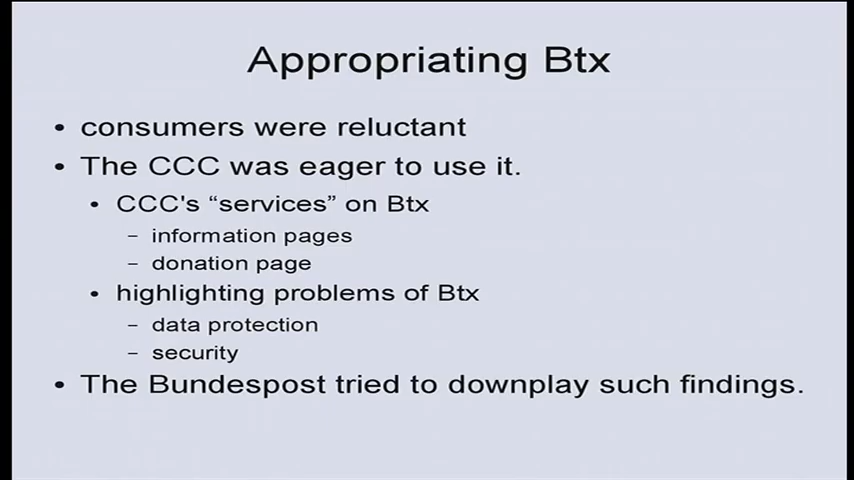 Appropriating Btx
• consumers were reluctant
• The CCC was eager to use it.
• CCC's “services” on Btx
– information pages
– donation page
• highlighting problems of Btx
– data protection
– security
• The Bundespost tried to downplay such findings.